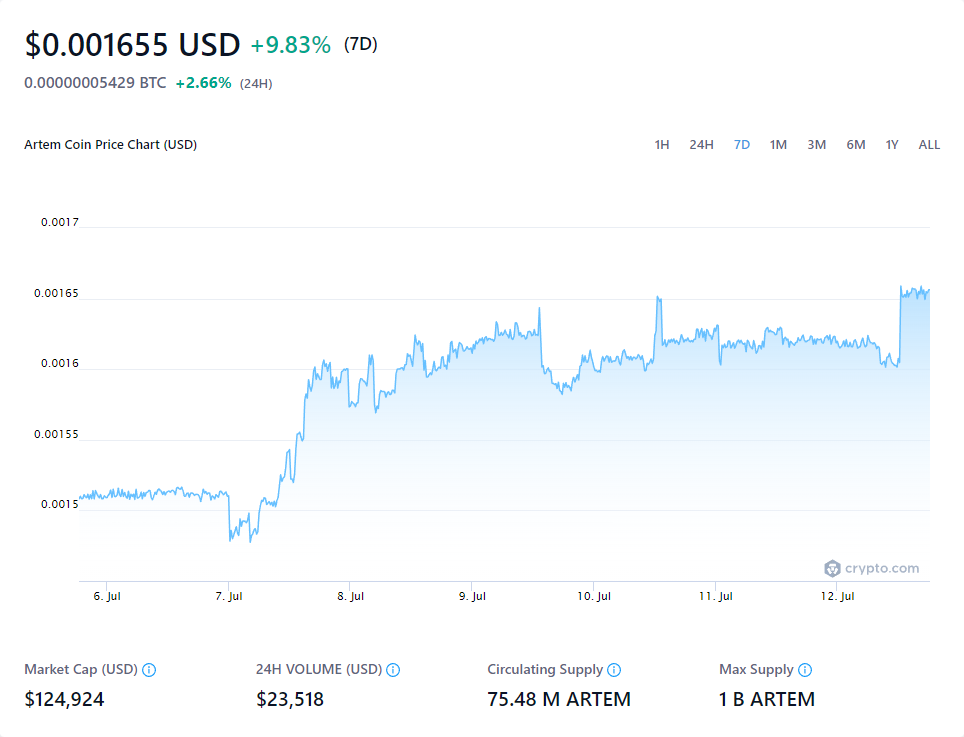 $0.001655 USD +9.83% (7D)
0.00000005429 BTC +2.66% (24H)
Artem Coin Price Chart (USD) 1H 24H 7D 1M 3M 6M 1Y ALL
0.0017
0.00165
0.0016
0.00155
0.0015
crypto.com
6. Jul 7. Jul 8. Jul 9. Jul 10. Jul 11. Jul 12. Jul
Market Cap (USD) 24H VOLUME (USD) Circulating Supply Max Supply
$124,924 $23,518 75.48 M ARTEM 1 B ARTEM